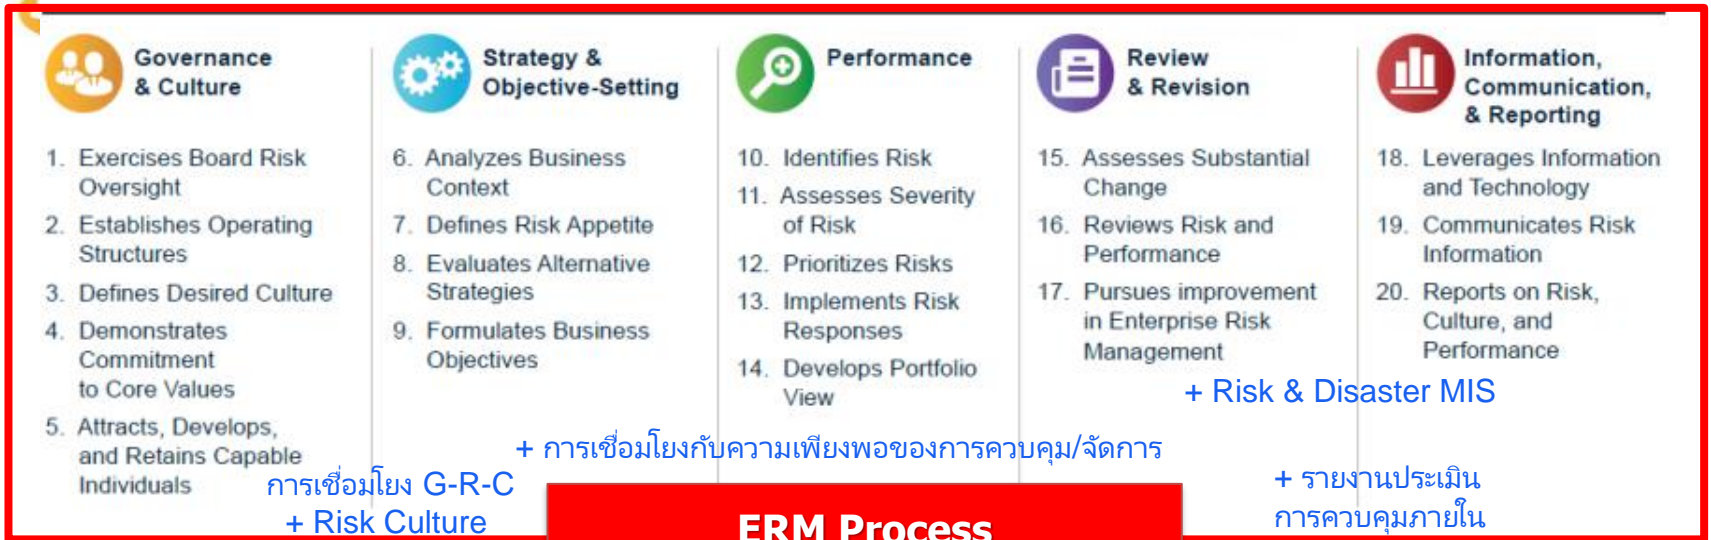 Governance
& Culture
1. Exercises Board Risk
Oversight
2. Establishes Operating
Structures
3. Defines Desired Culture
4. Demonstrates
Commitment
to Core Values
5. Attracts, Develops,
and Retains Capable
Individuals
Strategy &
Objective-Setting
6. Analyzes Business
Context
7. Defines Risk Appetite
8. Evaluates Alternative
Strategies
9. Formulates Business
Objectives
Performance
10. Identifies Risk
11. Assesses Severity
of Risk
12. Prioritizes Risks
13. Implements Risk
Responses
14. Develops Portfolio
View
Review
& Revision
15. Assesses Substantial
Change
16. Reviews Risk and
Performance
17. Pursues improvement
in Enterprise Risk
Management
Information,
Communication,
& Reporting
18. Leverages Information
and Technology
19. Communicates Risk
Information
20. Reports on Risk,
Culture, and
Performance
+ Risk & Disaster MIS
+ การเชื่อมโยงกับความเพียงพอของการควบคุม/จัดการ
การเชื่อมโยง G-R-C
+ Risk Culture
+ รายงานประเมิน
การควบคุมภายใน
ERM Process